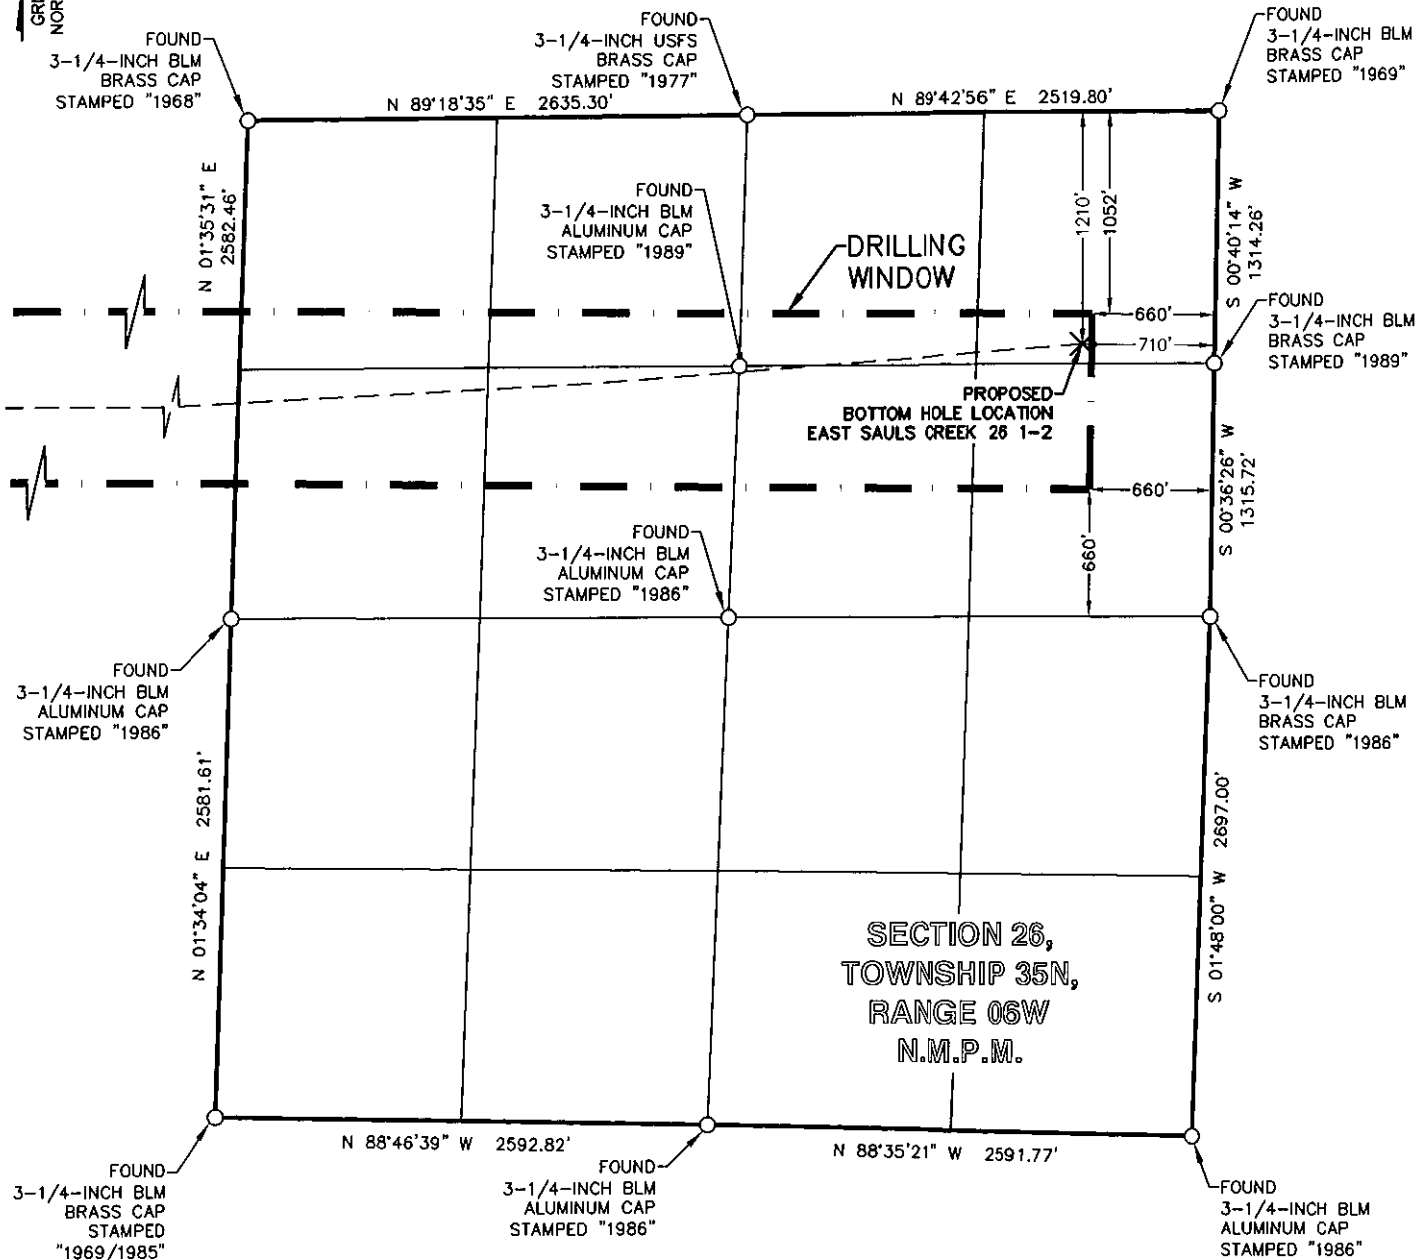 GRI
NOR
FOUND
3-1/4-INCH BLM
BRASS CAP
STAMPED "1968"
FOUND
3-1/4-INCH USFS
BRASS CAP
STAMPED "1977"
FOUND
3-1/4-INCH BLM
BRASS CAP
STAMPED "1969"
N 89°18'35" E 2635.30'
N 89°42'56" E 2519.80'
N 01°35'31" E
2582.46'
FOUND
3-1/4-INCH BLM
ALUMINUM CAP
STAMPED "1989"
DRILLING
WINDOW
1210'
1052'
S 00°40'14" W
1314.26'
660'
710'
FOUND
3-1/4-INCH BLM
BRASS CAP
STAMPED "1989"
PROPOSED
BOTTOM HOLE LOCATION
EAST SAULS CREEK 26 1-2
S 00°36'26" W
1315.72'
660'
660'
FOUND
3-1/4-INCH BLM
ALUMINUM CAP
STAMPED "1986"
FOUND
3-1/4-INCH BLM
ALUMINUM CAP
STAMPED "1986"
FOUND
3-1/4-INCH BLM
BRASS CAP
STAMPED "1986"
N 01°34'04" E 2581.61'
S 01°48'00" W 2697.00'
SECTION 26,
TOWNSHIP 35N,
RANGE 06W
N.M.P.M.
N 88°46'39" W 2592.82'
N 88°35'21" W 2591.77'
FOUND
3-1/4-INCH BLM
BRASS CAP
STAMPED
"1969/1985"
FOUND
3-1/4-INCH BLM
ALUMINUM CAP
STAMPED "1986"
FOUND
3-1/4-INCH BLM
ALUMINUM CAP
STAMPED "1986"